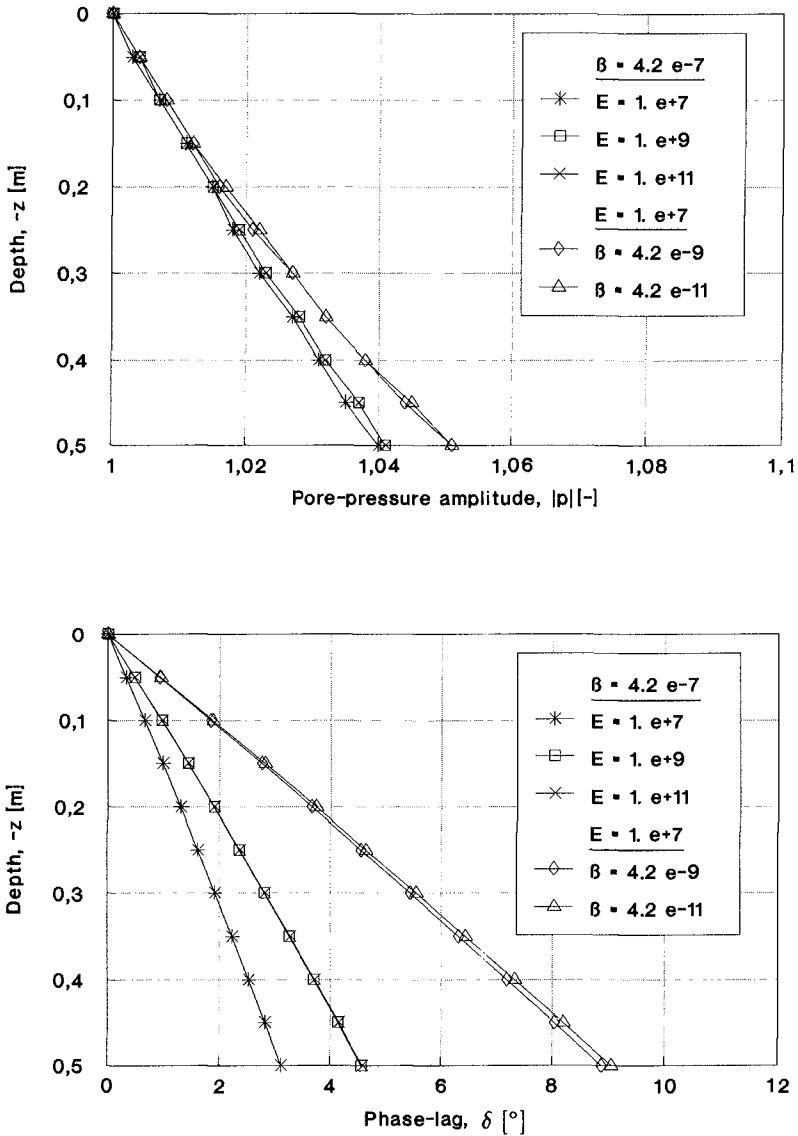 0
0,1
0,2
0,3
0,4
0,5
Depth, -z [m]
1
1,02
1,04
1,06
1,08
1,1
Pore-pressure amplitude, |p| [-]
ß = 4.2 e-7
E = 1. e+7
E = 1. e+9
E = 1. e+11
E = 1. e+7
ß = 4.2 e-9
ß = 4.2 e-11
0
0,1
0,2
0,3
0,4
0,5
Depth, -z [m]
0
2
4
6
8
10
12
Phase-lag, δ [°]
ß = 4.2 e-7
E = 1. e+7
E = 1. e+9
E = 1. e+11
E = 1. e+7
ß = 4.2 e-9
ß = 4.2 e-11